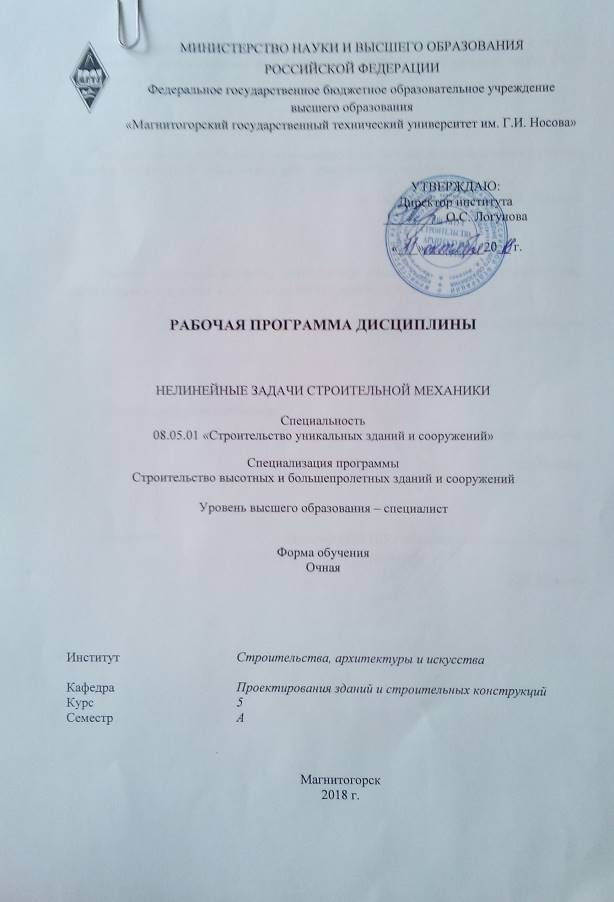 МИНИСТЕРСТВО НАУКИ И ВЫСШЕГО ОБРАЗОВАНИЯ
РОССИЙСКОЙ ФЕДЕРАЦИИ
Федеральное государственное бюджетное образовательное учреждение
высшего образования
«Магнитогорский государственный технический университет им. Г.И. Носова»
УТВЕРЖДАЮ:
Директор института
О.С. Логунова
« » 20 г.
РАБОЧАЯ ПРОГРАММА ДИСЦИПЛИНЫ
НЕЛИНЕЙНЫЕ ЗАДАЧИ СТРОИТЕЛЬНОЙ МЕХАНИКИ
Специальность
08.05.01 «Строительство уникальных зданий и сооружений»
Специализация программы
Строительство высотных и большепролетных зданий и сооружений
Уровень высшего образования – специалист
Форма обучения
Очная
Институт Строительства, архитектуры и искусства
Кафедра Проектирования зданий и строительных конструкций
Курс 5
Семестр А
Магнитогорск
2018 г.